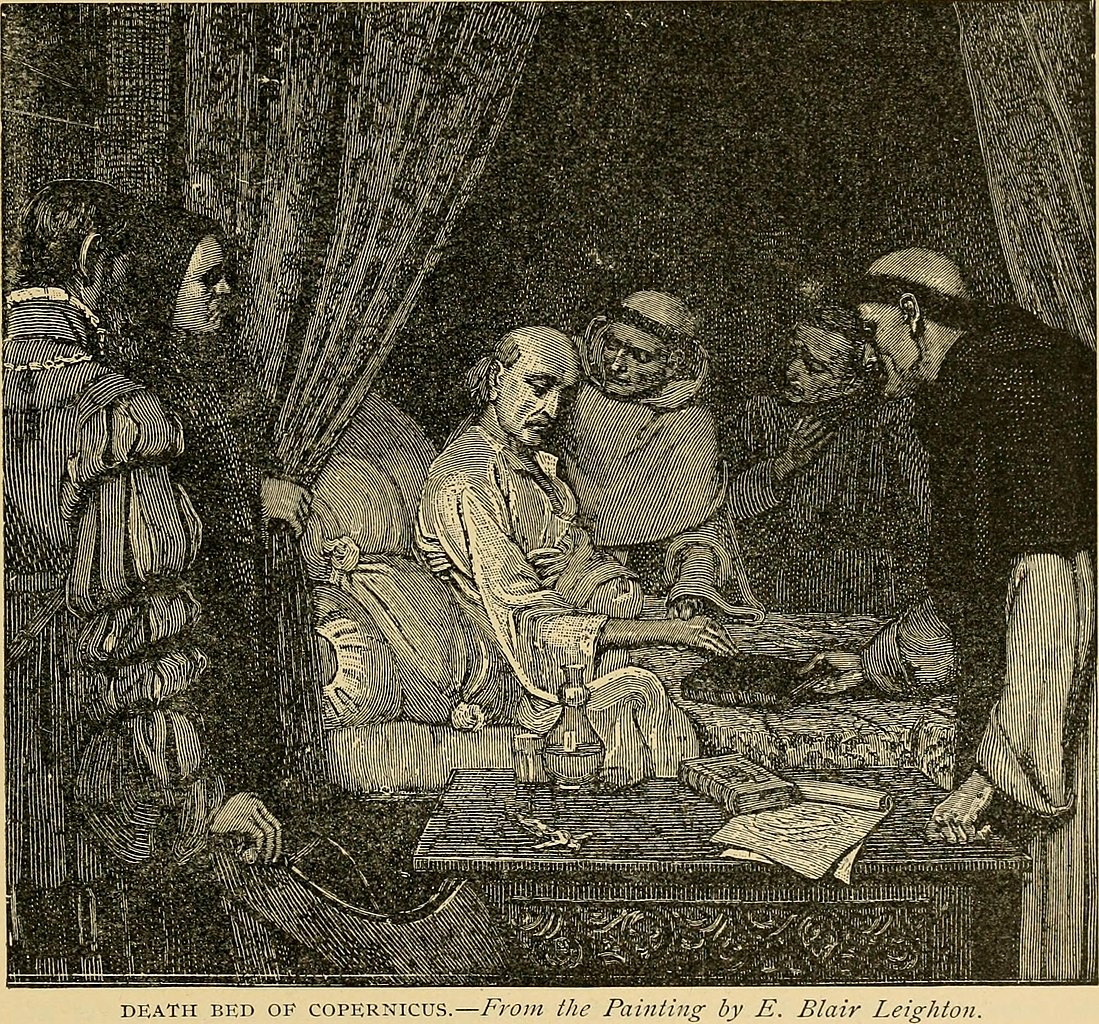 DEATH BED OF COPERNICUS.—From the Painting by E. Blair Leighton.